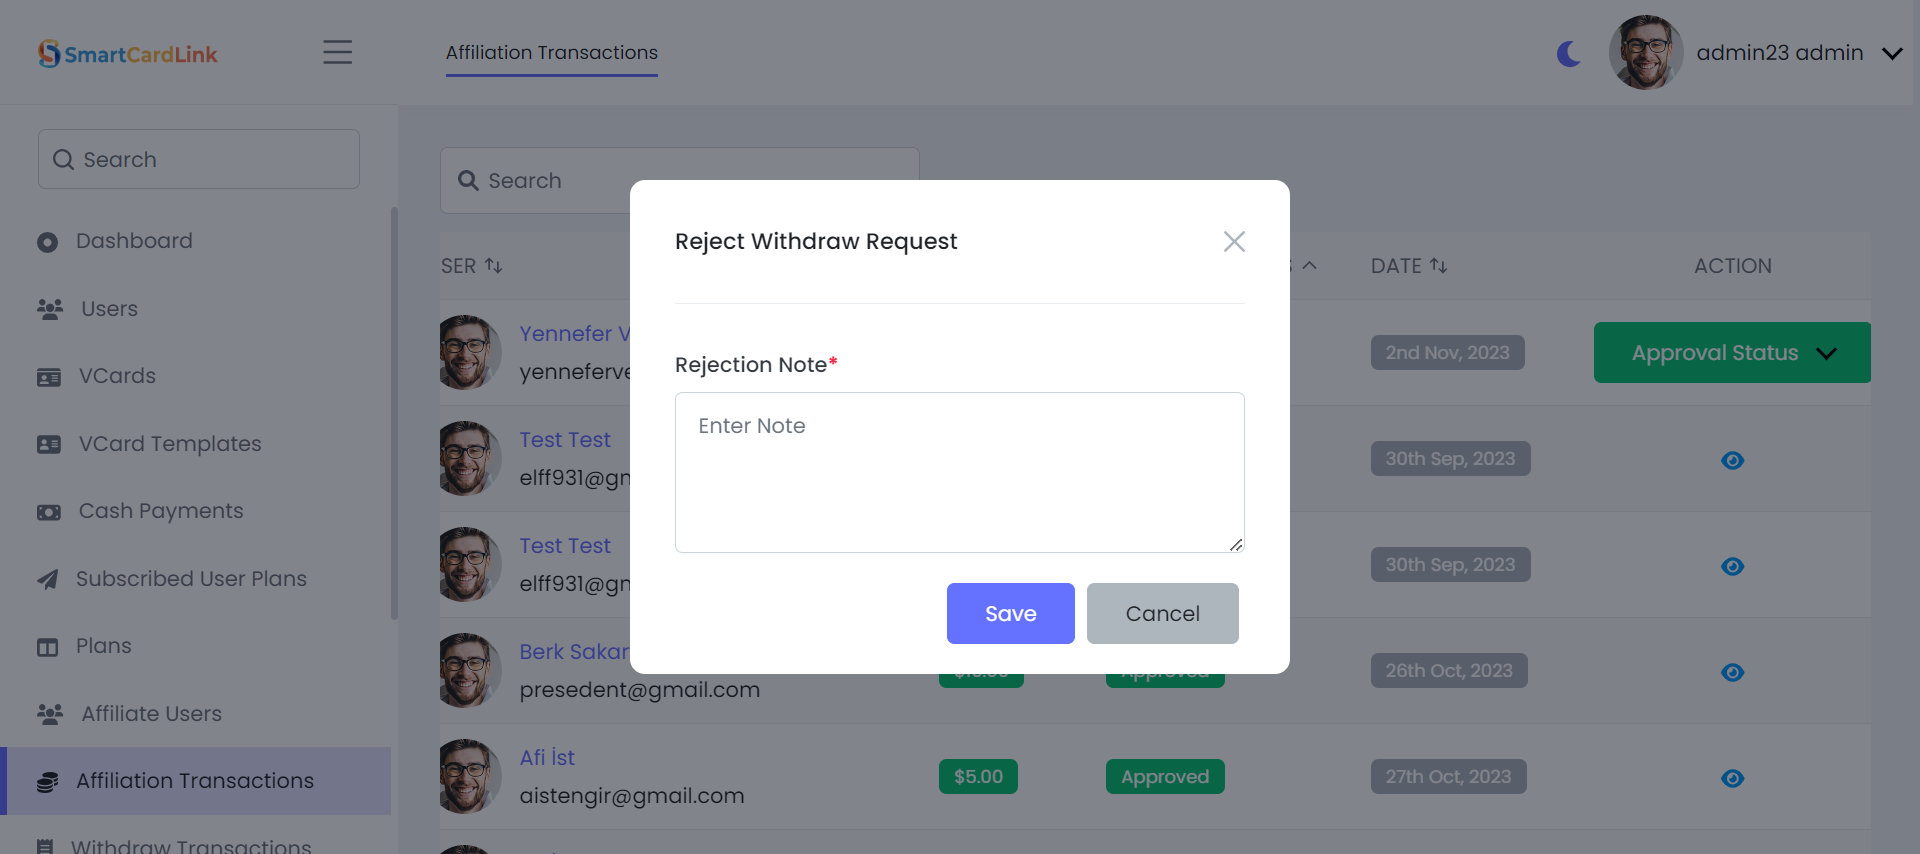 SmartCardLink
Affiliation Transactions
admin23 admin
Search
Dashboard
Users
VCards
VCard Templates
Cash Payments
Subscribed User Plans
Plans
Affiliate Users
Affiliation Transactions
Withdraw Transactions
Search
SER
DATE
ACTION
Yennefer V
yenneferve
2nd Nov, 2023
Approval Status
Test Test
elff931@gm
30th Sep, 2023
Test Test
elff931@gm
30th Sep, 2023
Berk Sakar
presedent@gmail.com
Approved
26th Oct, 2023
Afi İst
aistengir@gmail.com
$5.00
Approved
27th Oct, 2023
Reject Withdraw Request
Rejection Note*
Enter Note
Save
Cancel